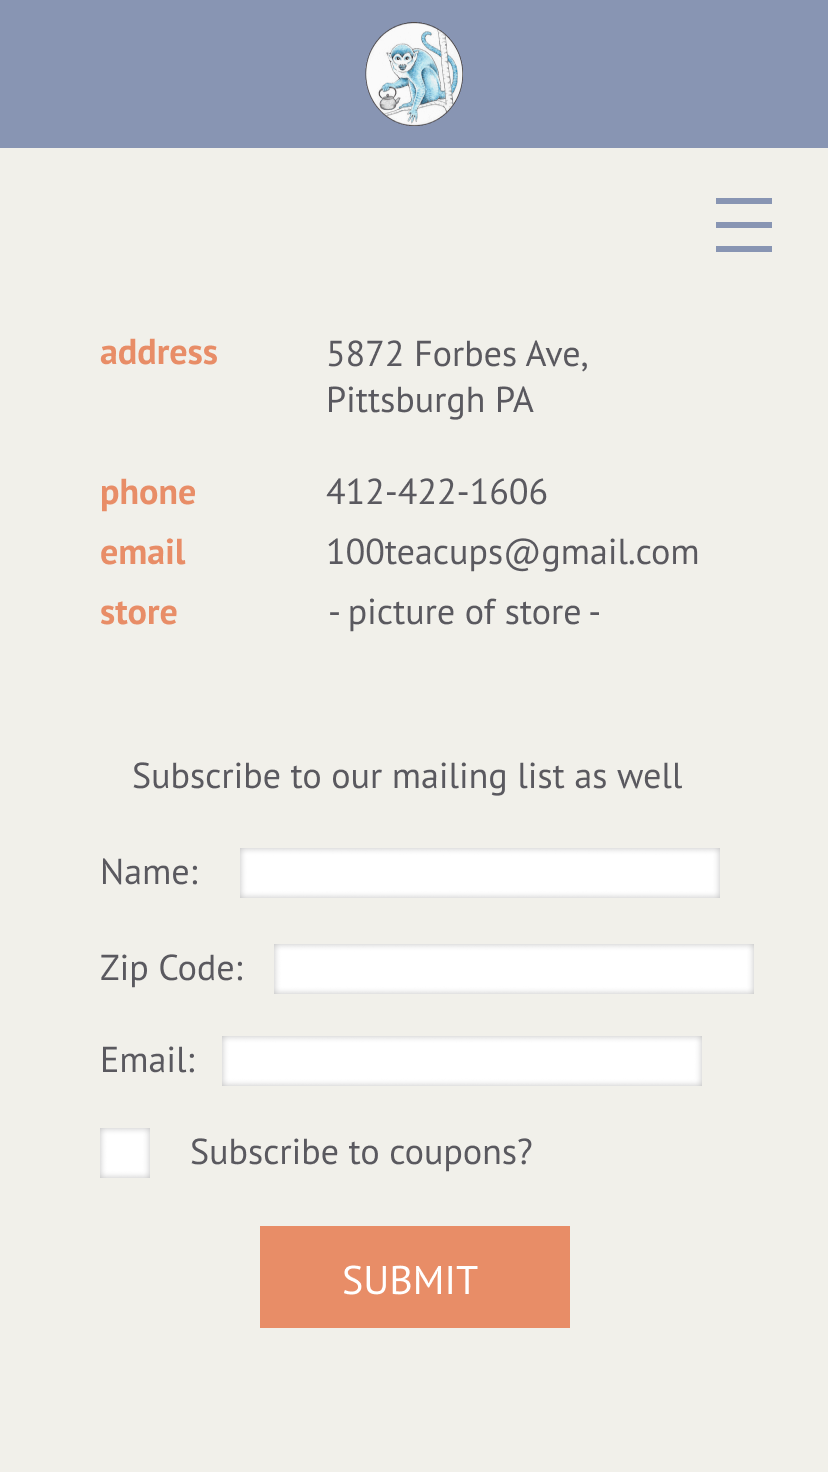 address
5872 Forbes Ave,
Pittsburgh PA
phone
412-422-1606
email
100teacups@gmail.com
store
- picture of store -
Subscribe to our mailing list as well
Name:
Zip Code:
Email:
Subscribe to coupons?
SUBMIT